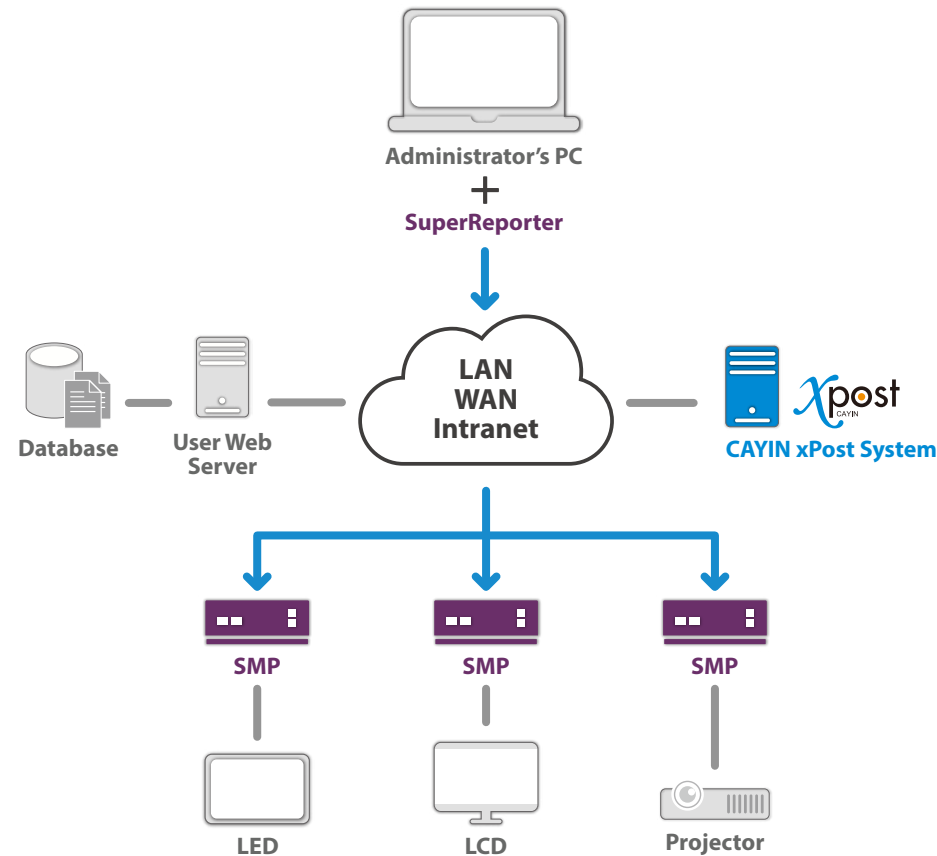 Administrator's PC
+
SuperReporter
LAN
WAN
Intranet
Database
User Web
Server
Xpost
CAYIN
CAYIN xPost System
SMP
SMP
SMP
LED
LCD
Projector